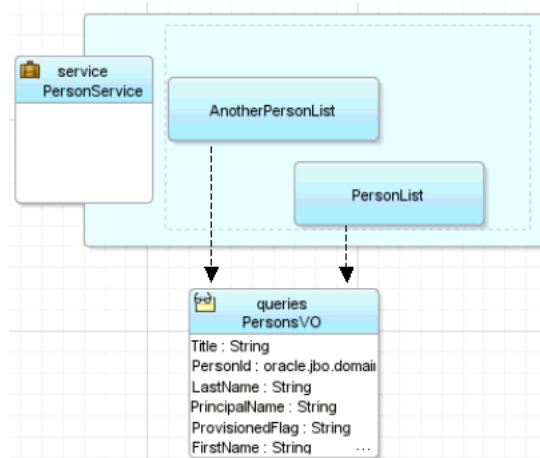 service
PersonService
AnotherPersonList
PersonList
queries
PersonsVO
Title : String
PersonId : oracle.jbo.domain
LastName : String
PrincipalName : String
ProvisionedFlag : String
FirstName : String ...